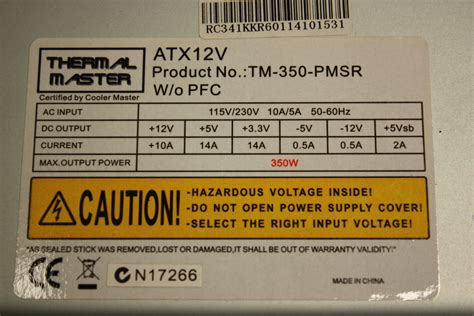 RC341KKR60114101531
THERMAL
MASTER
Certified by Cooler Master
ATX12V
Product No.:TM-350-PMSR
W/o PFC
AC INPUT 115V/230V 10A/5A 50-60Hz
DC OUTPUT +12V +5V +3.3V -5V -12V +5Vsb
CURRENT +10A 14A 14A 0.5A 0.5A 2A
MAX.OUTPUT POWER 350W
CAUTION!
-HAZARDOUS VOLTAGE INSIDE!
-DO NOT OPEN POWER SUPPLY COVER!
-SELECT THE RIGHT INPUT VOLTAGE!
"AS SEALED STICK WAS REMOVED,LOST OR DAMAGED,IT SHALL BE OUT OF WARRANTY VALIDITY."
CE N17266 MADE IN CHINA